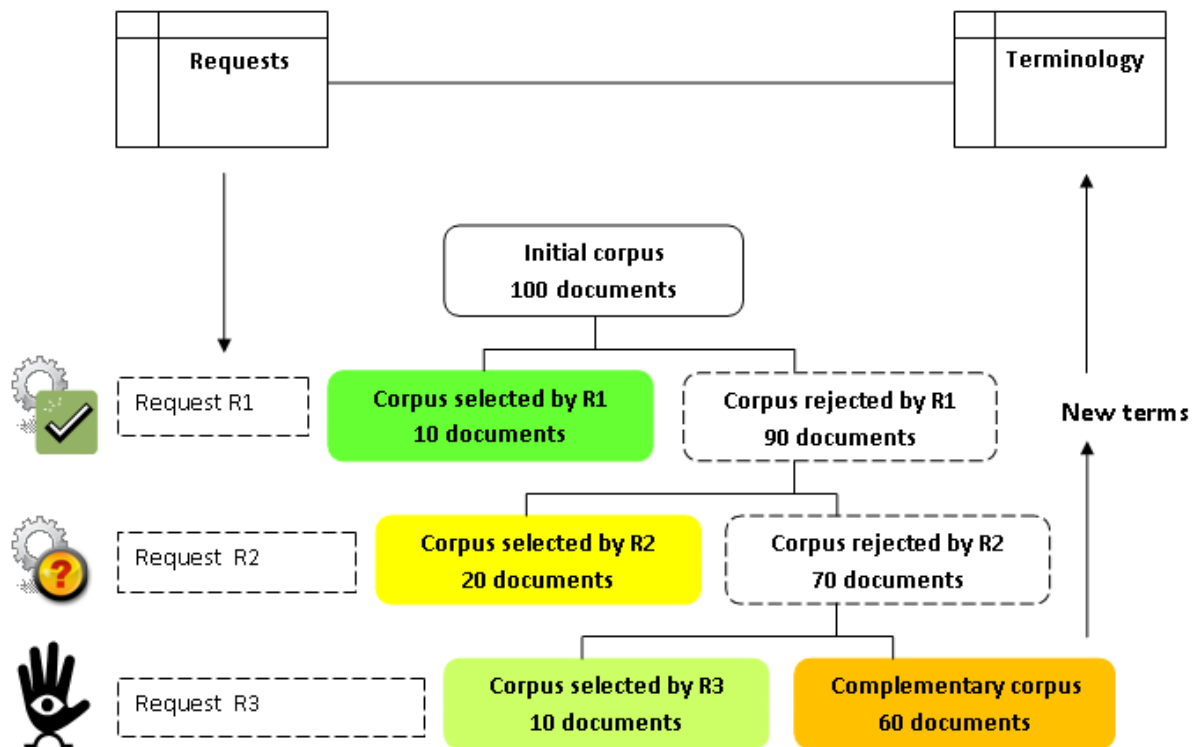 Requests
Terminology
Initial corpus
100 documents
Request R1
Corpus selected by R1
10 documents
Corpus rejected by R1
90 documents
New terms
Request R2
Corpus selected by R2
20 documents
Corpus rejected by R2
70 documents
Request R3
Corpus selected by R3
10 documents
Complementary corpus
60 documents